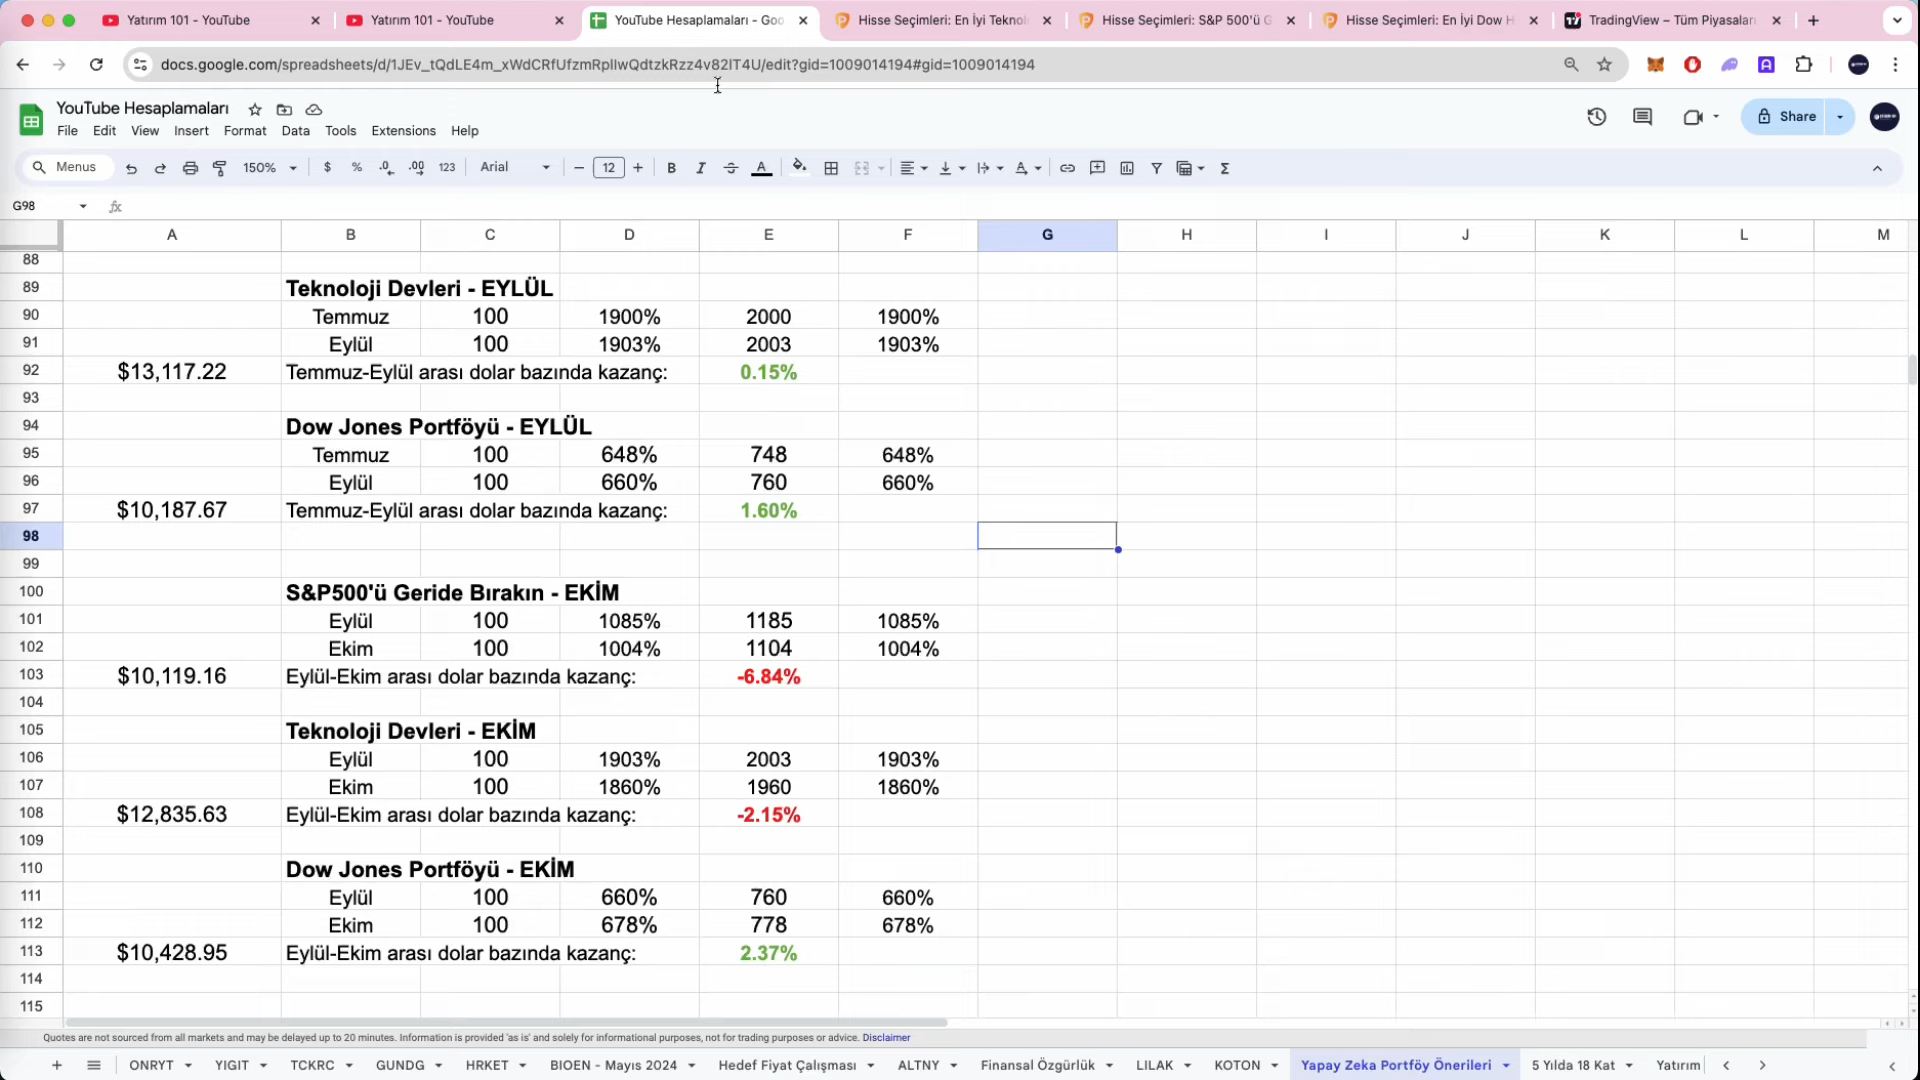 Yatırım 101 - YouTube
Yatırım 101 - YouTube
YouTube Hesaplamaları - Goo
Hisse Seçimleri: En İyi Teknol
Hisse Seçimleri: S&P 500'ü G
Hisse Seçimleri: En İyi Dow H
TradingView – Tüm Piyasaları
docs.google.com/spreadsheets/d/1JEv_tQdLE4m_xWdCRfUfzmRpIlwQdtzkRzz4v82IT4U/edit?gid=1009014194#gid=1009014194
YouTube Hesaplamaları
File Edit View Insert Format Data Tools Extensions Help
Share
Menus 150% $ % .0 .00 123 Arial 12
G98
A B C D E F G H I J K L M
88
89 Teknoloji Devleri - EYLÜL
90 Temmuz 100 1900% 2000 1900%
91 Eylül 100 1903% 2003 1903%
92 $13,117.22 Temmuz-Eylül arası dolar bazında kazanç: 0.15%
93
94 Dow Jones Portföyü - EYLÜL
95 Temmuz 100 648% 748 648%
96 Eylül 100 660% 760 660%
97 $10,187.67 Temmuz-Eylül arası dolar bazında kazanç: 1.60%
98
99
100 S&P500'ü Geride Bırakın - EKİM
101 Eylül 100 1085% 1185 1085%
102 Ekim 100 1004% 1104 1004%
103 $10,119.16 Eylül-Ekim arası dolar bazında kazanç: -6.84%
104
105 Teknoloji Devleri - EKİM
106 Eylül 100 1903% 2003 1903%
107 Ekim 100 1860% 1960 1860%
108 $12,835.63 Eylül-Ekim arası dolar bazında kazanç: -2.15%
109
110 Dow Jones Portföyü - EKİM
111 Eylül 100 660% 760 660%
112 Ekim 100 678% 778 678%
113 $10,428.95 Eylül-Ekim arası dolar bazında kazanç: 2.37%
114
115
Quotes are not sourced from all markets and may be delayed up to 20 minutes. Information is provided 'as is' and solely for informational purposes, not for trading purposes or advice. Disclaimer
ONRYT YIGIT TCKRC GUNDG HRKET BIOEN - Mayıs 2024 Hedef Fiyat Çalışması ALTNY Finansal Özgürlük LILAK KOTON Yapay Zeka Portföy Önerileri 5 Yılda 18 Kat Yatırım